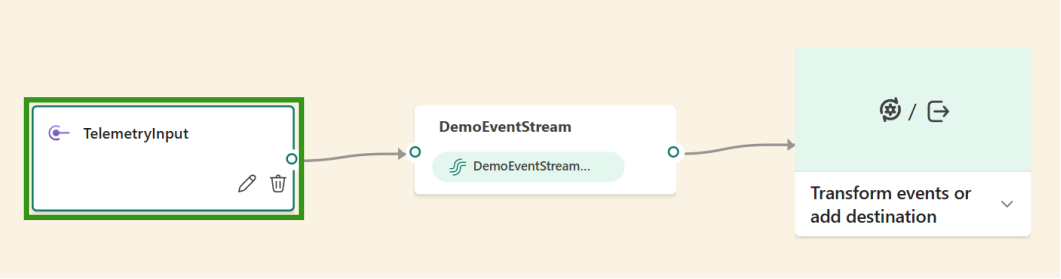 TelemetryInput
DemoEventStream
DemoEventStream...
/
Transform events or
add destination